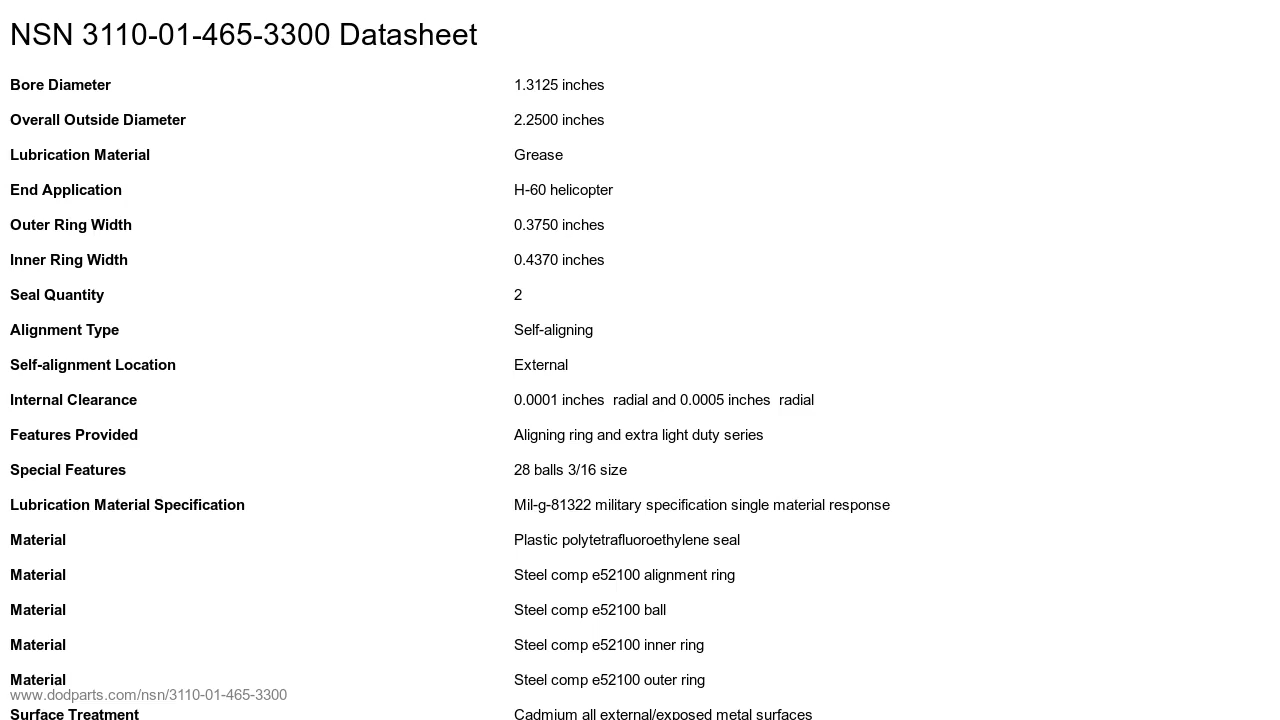 NSN 3110-01-465-3300 Datasheet
Bore Diameter 1.3125 inches
Overall Outside Diameter 2.2500 inches
Lubrication Material Grease
End Application H-60 helicopter
Outer Ring Width 0.3750 inches
Inner Ring Width 0.4370 inches
Seal Quantity 2
Alignment Type Self-aligning
Self-alignment Location External
Internal Clearance 0.0001 inches  radial and 0.0005 inches  radial
Features Provided Aligning ring and extra light duty series
Special Features 28 balls 3/16 size
Lubrication Material Specification Mil-g-81322 military specification single material response
Material Plastic polytetrafluoroethylene seal
Material Steel comp e52100 alignment ring
Material Steel comp e52100 ball
Material Steel comp e52100 inner ring
Material Steel comp e52100 outer ring
www.dodparts.com/nsn/3110-01-465-3300
Surface Treatment Cadmium all external/exposed metal surfaces